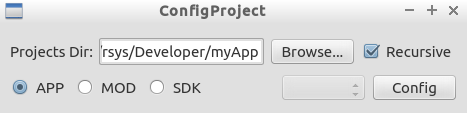 ConfigProject
Projects Dir: rsys/Developer/myApp Browse... Recursive
APP MOD SDK Config